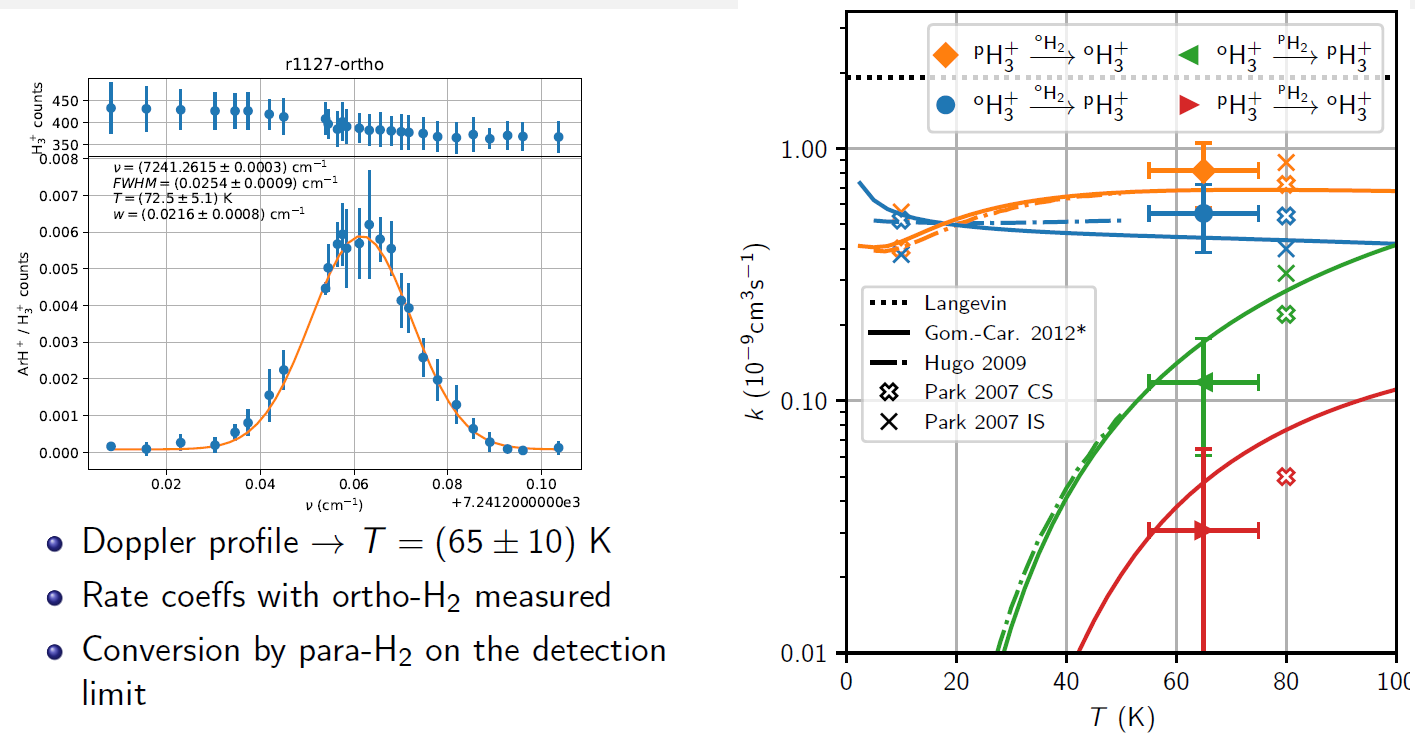 r1127-ortho
H₃⁺ counts
450
400
350
0.008
0.007
0.006
0.005
0.004
0.003
0.002
0.001
0.000
ArH⁺ / H₃⁺ counts
ν = (7241.2615 ± 0.0003) cm⁻¹
FWHM = (0.0254 ± 0.0009) cm⁻¹
T = (72.5 ± 5.1) K
w = (0.0216 ± 0.0008) cm⁻¹
0.02 0.04 0.06 0.08 0.10
ν (cm⁻¹)
+7.2412000000e3
Doppler profile → T = (65 ± 10) K
Rate coeffs with ortho-H₂ measured
Conversion by para-H₂ on the detection
limit
ᵖH₃⁺ ᵒH₂→ ᵒH₃⁺
ᵒH₃⁺ ᵖH₂→ ᵖH₃⁺
ᵒH₃⁺ ᵒH₂→ ᵖH₃⁺
ᵖH₃⁺ ᵖH₂→ ᵒH₃⁺
1.00
0.10
0.01
k (10⁻⁹cm³s⁻¹)
Langevin
Gom.-Car. 2012*
Hugo 2009
Park 2007 CS
Park 2007 IS
0 20 40 60 80 100
T (K)